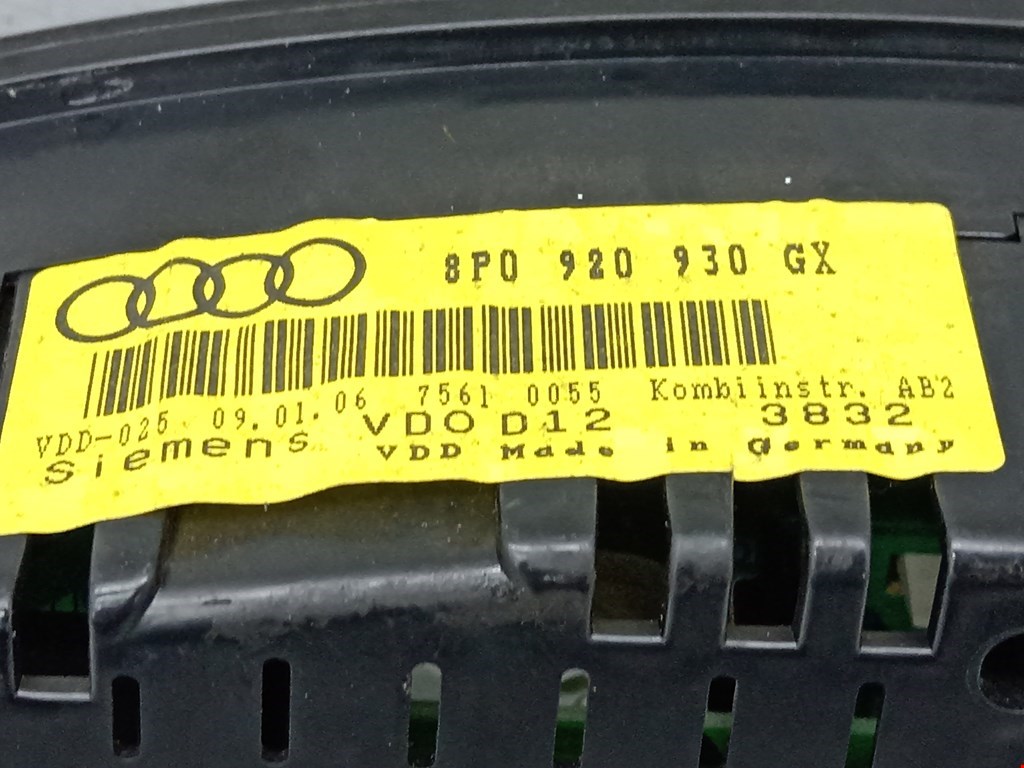 8P0 920 930 GX
VDD-025 09.01.06 7561 0055 Kombiinstr. AB2
Siemens VDO D12 3832
VDD Made in Germany